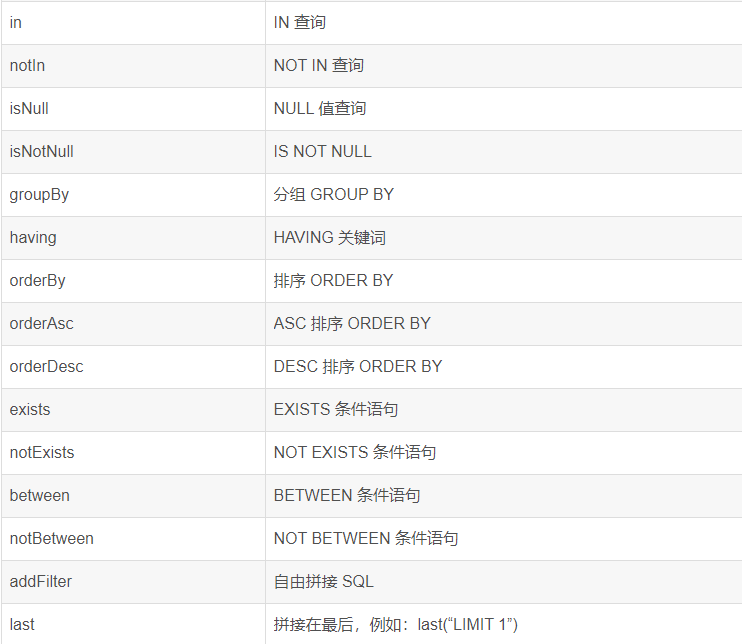 in IN 查询
notIn NOT IN 查询
isNull NULL 值查询
isNotNull IS NOT NULL
groupBy 分组 GROUP BY
having HAVING 关键词
orderBy 排序 ORDER BY
orderAsc ASC 排序 ORDER BY
orderDesc DESC 排序 ORDER BY
exists EXISTS 条件语句
notExists NOT EXISTS 条件语句
between BETWEEN 条件语句
notBetween NOT BETWEEN 条件语句
addFilter 自由拼接 SQL
last 拼接在最后，例如：last(“LIMIT 1”)